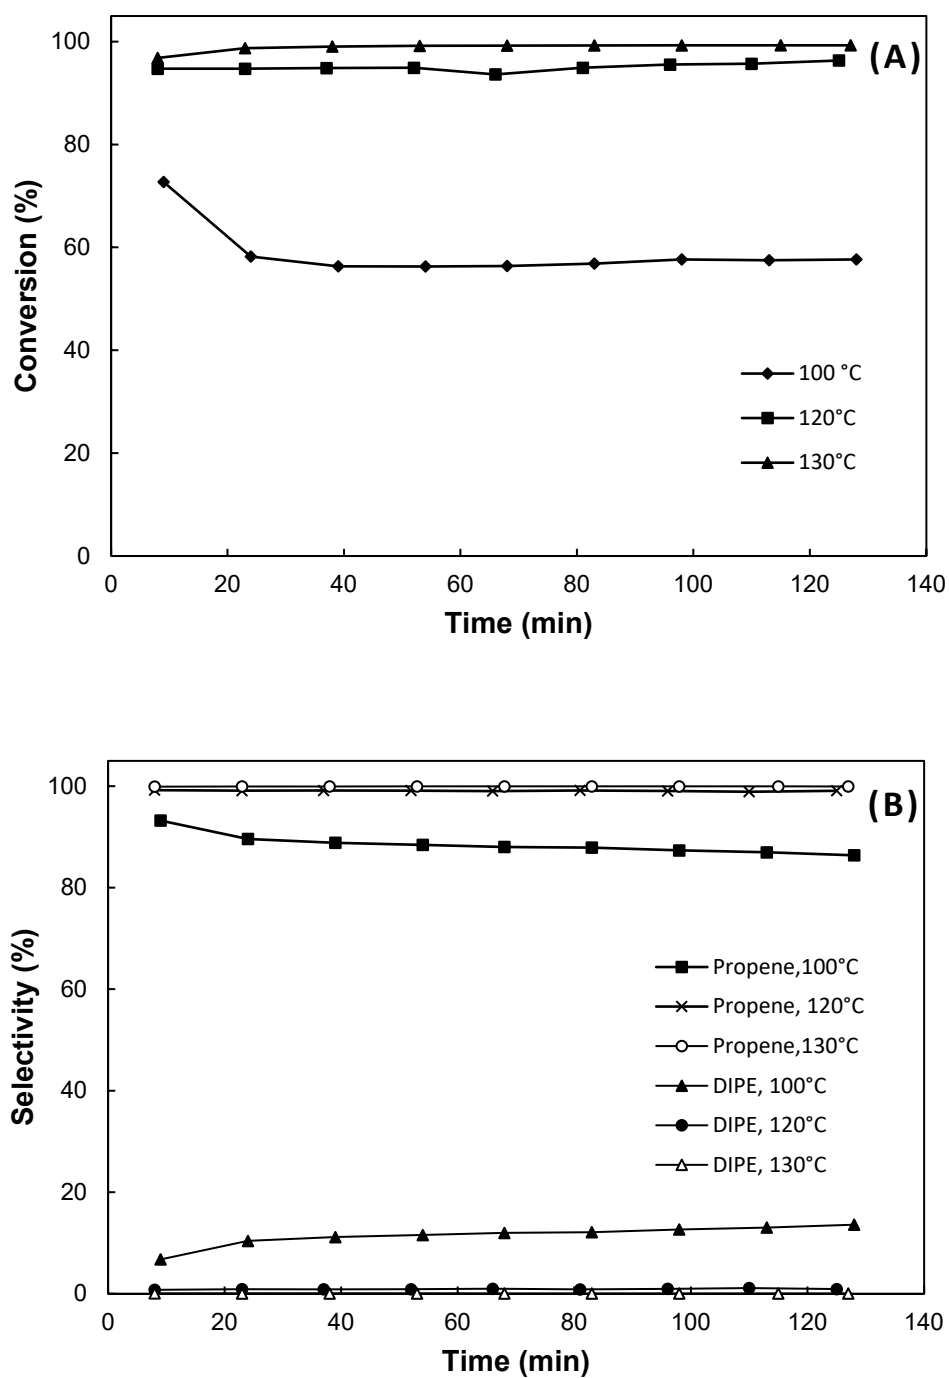 (A)
100
80
60
40
20
0
Conversion (%)
100 °C
120°C
130°C
0 20 40 60 80 100 120 140
Time (min)
(B)
100
80
60
40
20
0
Selectivity (%)
Propene,100°C
Propene, 120°C
Propene,130°C
DIPE, 100°C
DIPE, 120°C
DIPE, 130°C
0 20 40 60 80 100 120 140
Time (min)